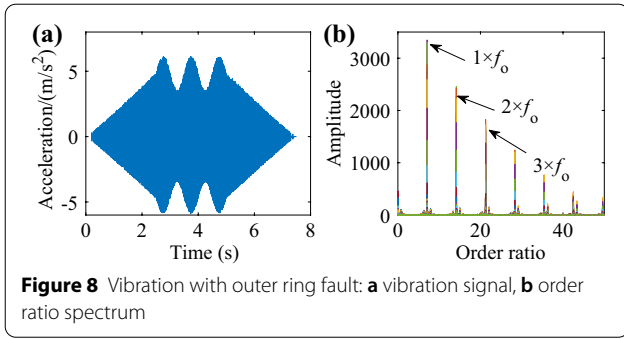 (a)
(b)
Acceleration/(m/s²)
5
0
-5
0
2
4
6
8
Time (s)
Amplitude
3000
2000
1000
0
1×fₒ
2×fₒ
3×fₒ
0
20
40
Order ratio
Figure 8 Vibration with outer ring fault: a vibration signal, b order
ratio spectrum